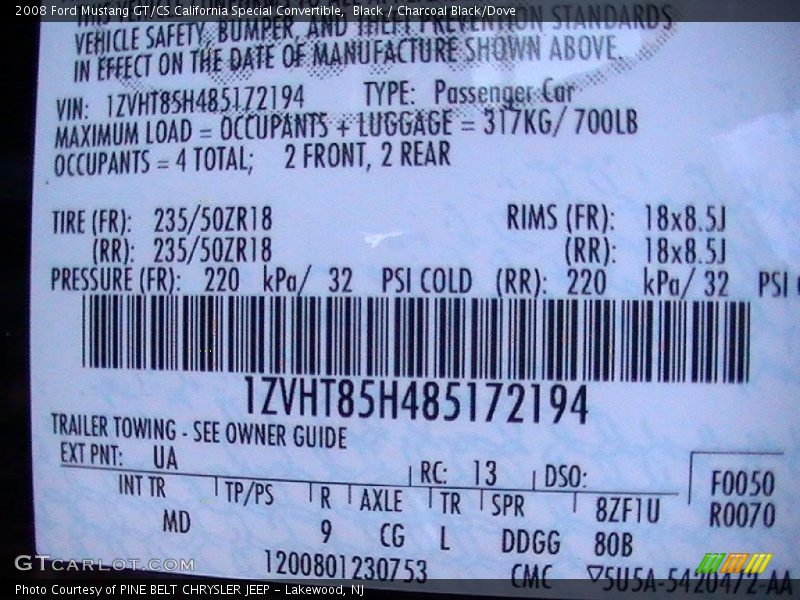 2008 Ford Mustang GT/CS California Special Convertible, Black / Charcoal Black/Dove
VEHICLE SAFETY, BUMPER, AND THEFT PREVENTION STANDARDS
IN EFFECT ON THE DATE OF MANUFACTURE SHOWN ABOVE.
VIN: 1ZVHT85H485172194 TYPE: Passenger Car
MAXIMUM LOAD = OCCUPANTS + LUGGAGE = 317KG/ 700LB
OCCUPANTS = 4 TOTAL; 2 FRONT, 2 REAR
TIRE (FR): 235/50ZR18 RIMS (FR): 18x8.5J
(RR): 235/50ZR18 (RR): 18x8.5J
PRESSURE (FR): 220 kPa/ 32 PSI COLD (RR): 220 kPa/ 32 PSI
1ZVHT85H485172194
TRAILER TOWING - SEE OWNER GUIDE
EXT PNT: UA RC: 13 DSO: F0050
INT TR TP/PS R AXLE TR SPR 8ZF1U R0070
MD 9 CG L DDGG 80B
1200801230753 CMC ▽5U5A-5420472-AA
GTCARLOT.COM
Photo Courtesy of PINE BELT CHRYSLER JEEP - Lakewood, NJ